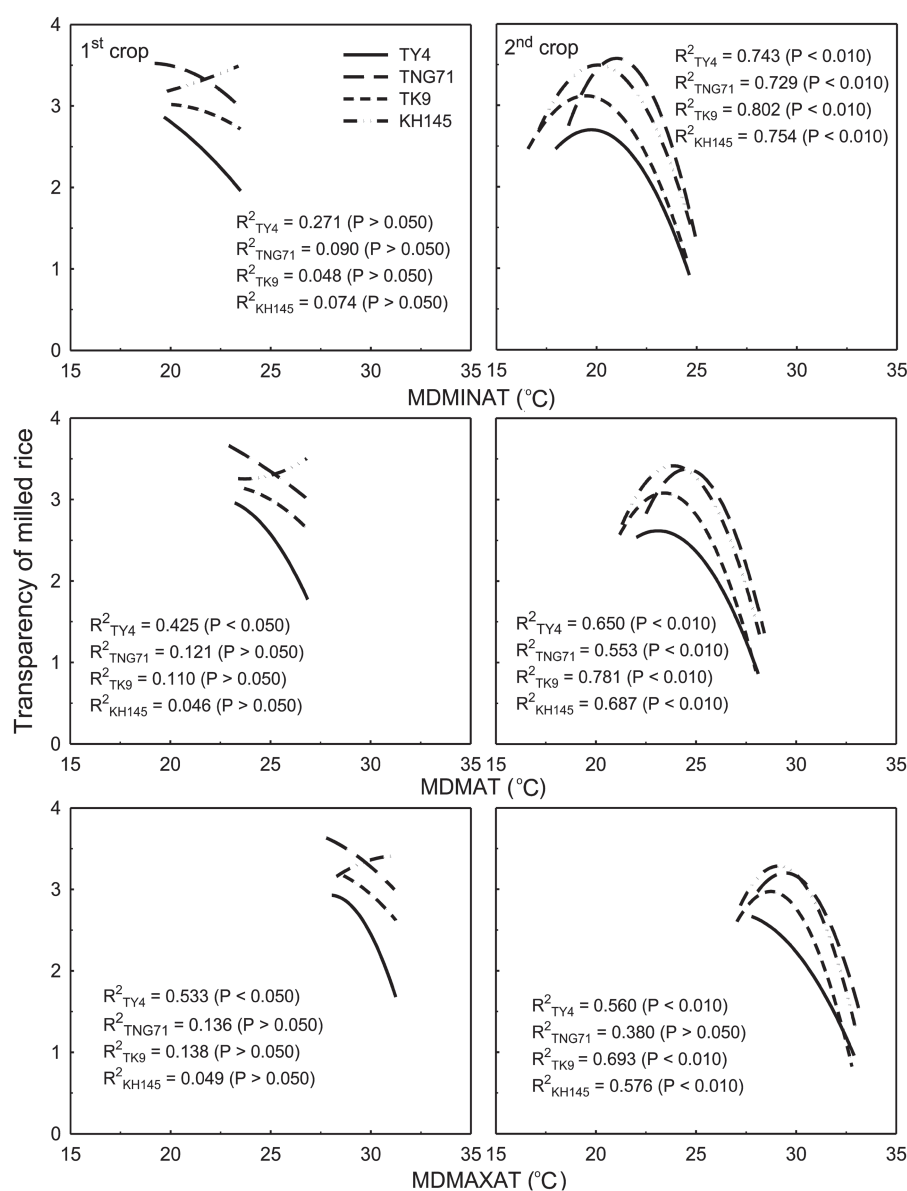 Transparency of milled rice
1st crop
TY4
TNG71
TK9
KH145
R2TY4 = 0.271 (P > 0.050)
R2TNG71 = 0.090 (P > 0.050)
R2TK9 = 0.048 (P > 0.050)
R2KH145 = 0.074 (P > 0.050)
4
3
2
1
0
15 20 25 30 35
2nd crop
R2TY4 = 0.743 (P < 0.010)
R2TNG71 = 0.729 (P < 0.010)
R2TK9 = 0.802 (P < 0.010)
R2KH145 = 0.754 (P < 0.010)
15 20 25 30 35
MDMINAT (°C)
4
3
2
1
0
R2TY4 = 0.425 (P < 0.050)
R2TNG71 = 0.121 (P > 0.050)
R2TK9 = 0.110 (P > 0.050)
R2KH145 = 0.046 (P > 0.050)
15 20 25 30 35
R2TY4 = 0.650 (P < 0.010)
R2TNG71 = 0.553 (P < 0.010)
R2TK9 = 0.781 (P < 0.010)
R2KH145 = 0.687 (P < 0.010)
15 20 25 30 35
MDMAT (°C)
4
3
2
1
0
R2TY4 = 0.533 (P < 0.050)
R2TNG71 = 0.136 (P > 0.050)
R2TK9 = 0.138 (P > 0.050)
R2KH145 = 0.049 (P > 0.050)
15 20 25 30 35
R2TY4 = 0.560 (P < 0.010)
R2TNG71 = 0.380 (P > 0.050)
R2TK9 = 0.693 (P < 0.010)
R2KH145 = 0.576 (P < 0.010)
15 20 25 30 35
MDMAXAT (°C)